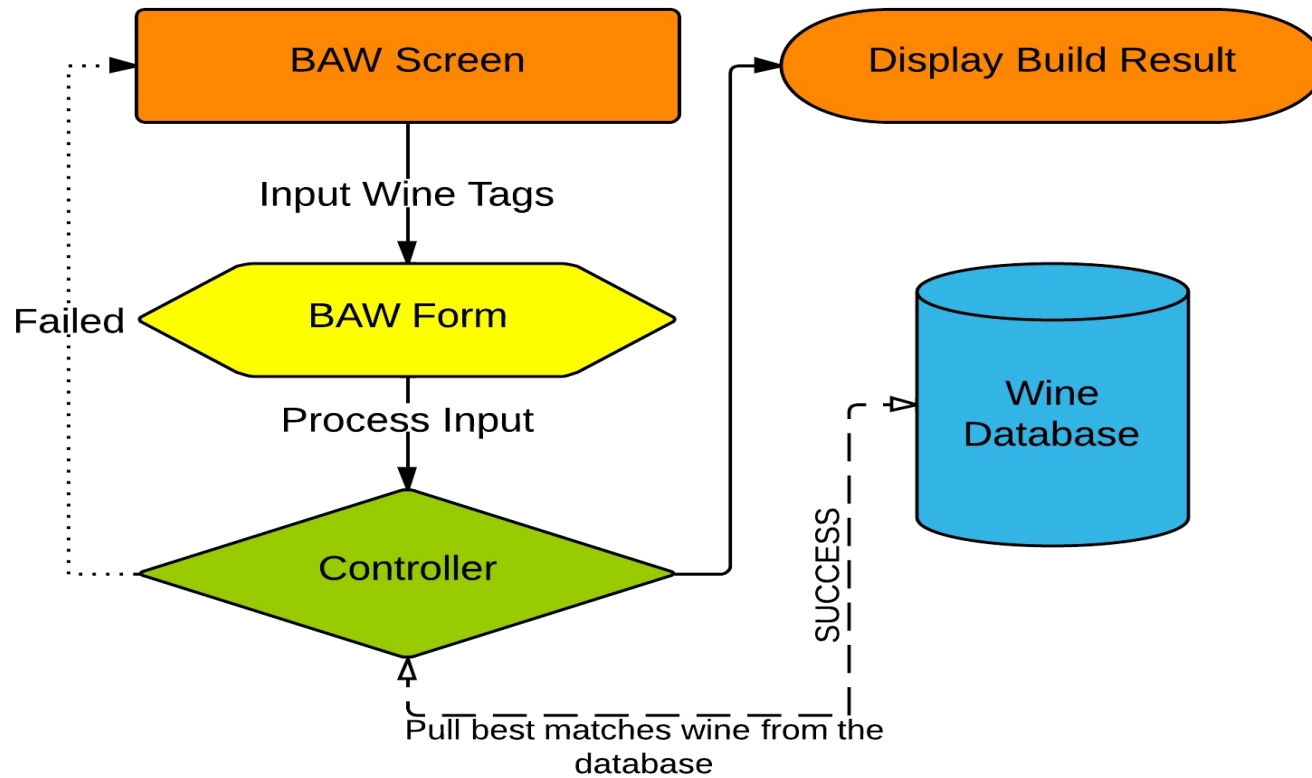 BAW Screen
Display Build Result
Input Wine Tags
BAW Form
Failed
Process Input
Wine
Database
Controller
SUCCESS
Pull best matches wine from the
database